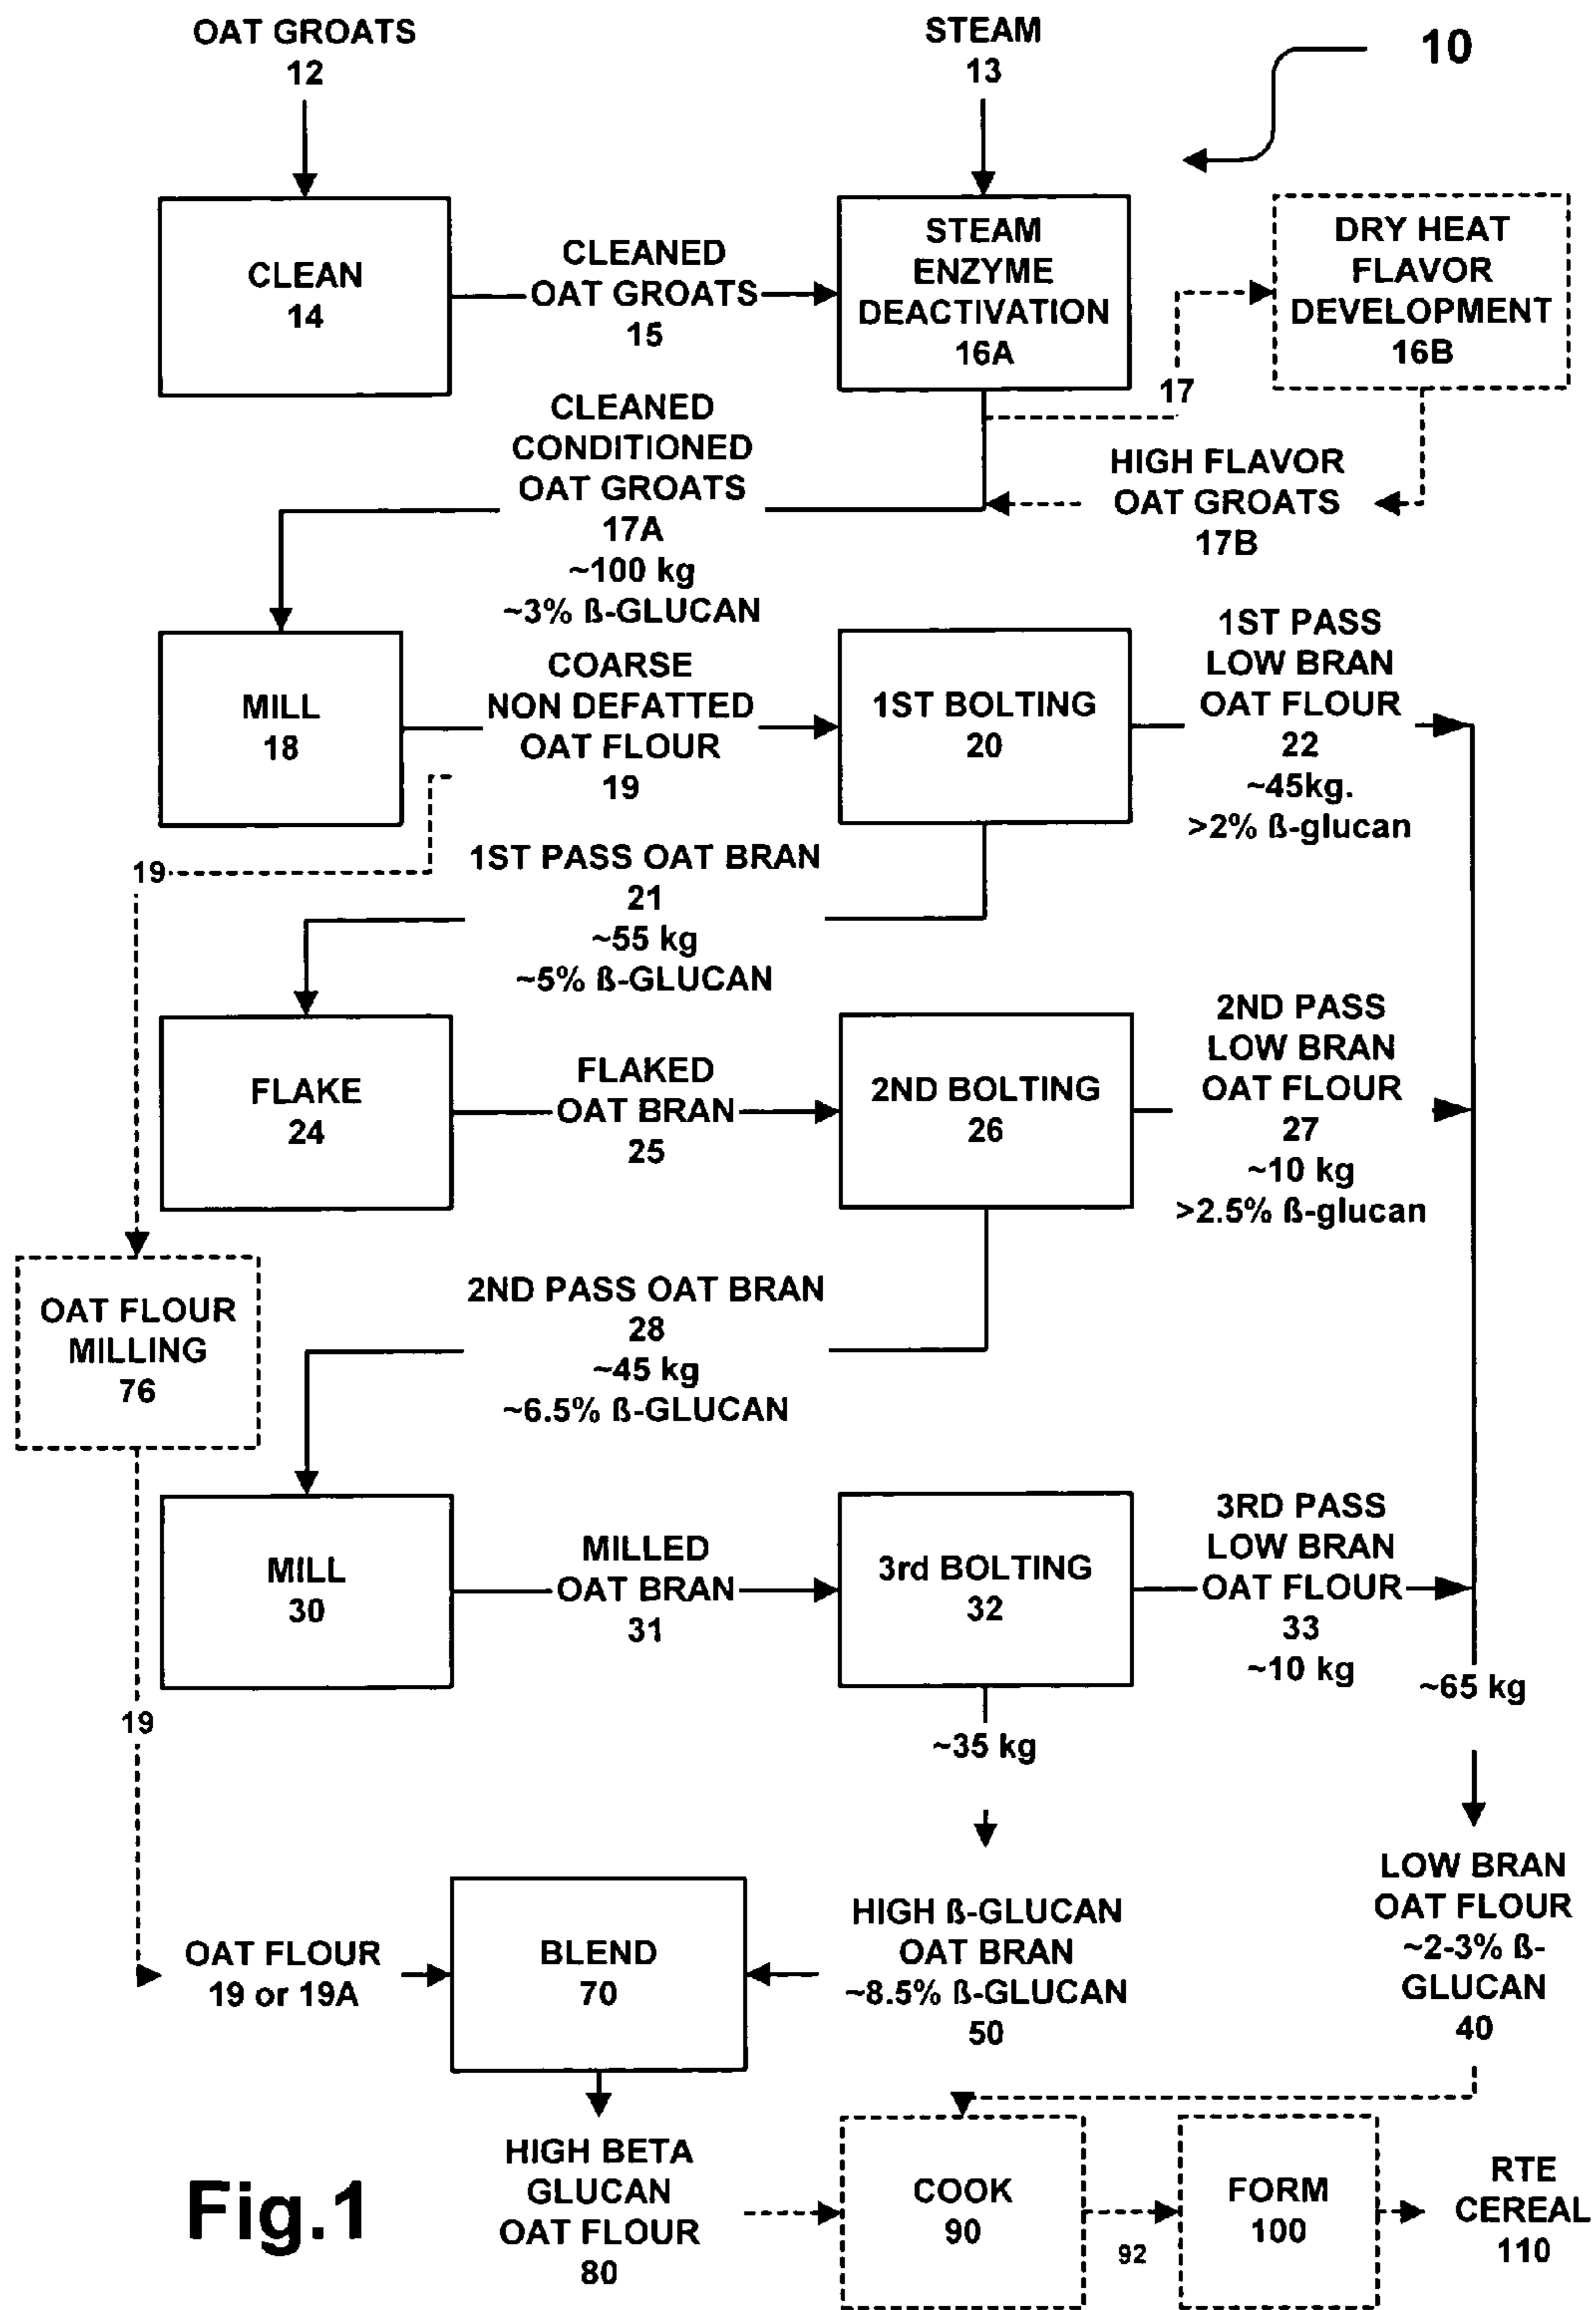 OAT GROATS
12
STEAM
13
10
CLEAN
14
CLEANED
OAT GROATS
15
STEAM
ENZYME
DEACTIVATION
16A
DRY HEAT
FLAVOR
DEVELOPMENT
16B
17
CLEANED
CONDITIONED
OAT GROATS
17A
~100 kg
~3% ß-GLUCAN
HIGH FLAVOR
OAT GROATS
17B
MILL
18
COARSE
NON DEFATTED
OAT FLOUR
19
1ST BOLTING
20
1ST PASS
LOW BRAN
OAT FLOUR
22
~45kg.
>2% ß-glucan
19
1ST PASS OAT BRAN
21
~55 kg
~5% ß-GLUCAN
FLAKE
24
FLAKED
OAT BRAN
25
2ND BOLTING
26
2ND PASS
LOW BRAN
OAT FLOUR
27
~10 kg
>2.5% ß-glucan
OAT FLOUR
MILLING
76
2ND PASS OAT BRAN
28
~45 kg
~6.5% ß-GLUCAN
MILL
30
MILLED
OAT BRAN
31
3rd BOLTING
32
3RD PASS
LOW BRAN
OAT FLOUR
33
~10 kg
~65 kg
19
~35 kg
OAT FLOUR
19 or 19A
BLEND
70
HIGH ß-GLUCAN
OAT BRAN
~8.5% ß-GLUCAN
50
LOW BRAN
OAT FLOUR
~2-3% ß-
GLUCAN
40
Fig.1
HIGH BETA
GLUCAN
OAT FLOUR
80
COOK
90
92
FORM
100
RTE
CEREAL
110